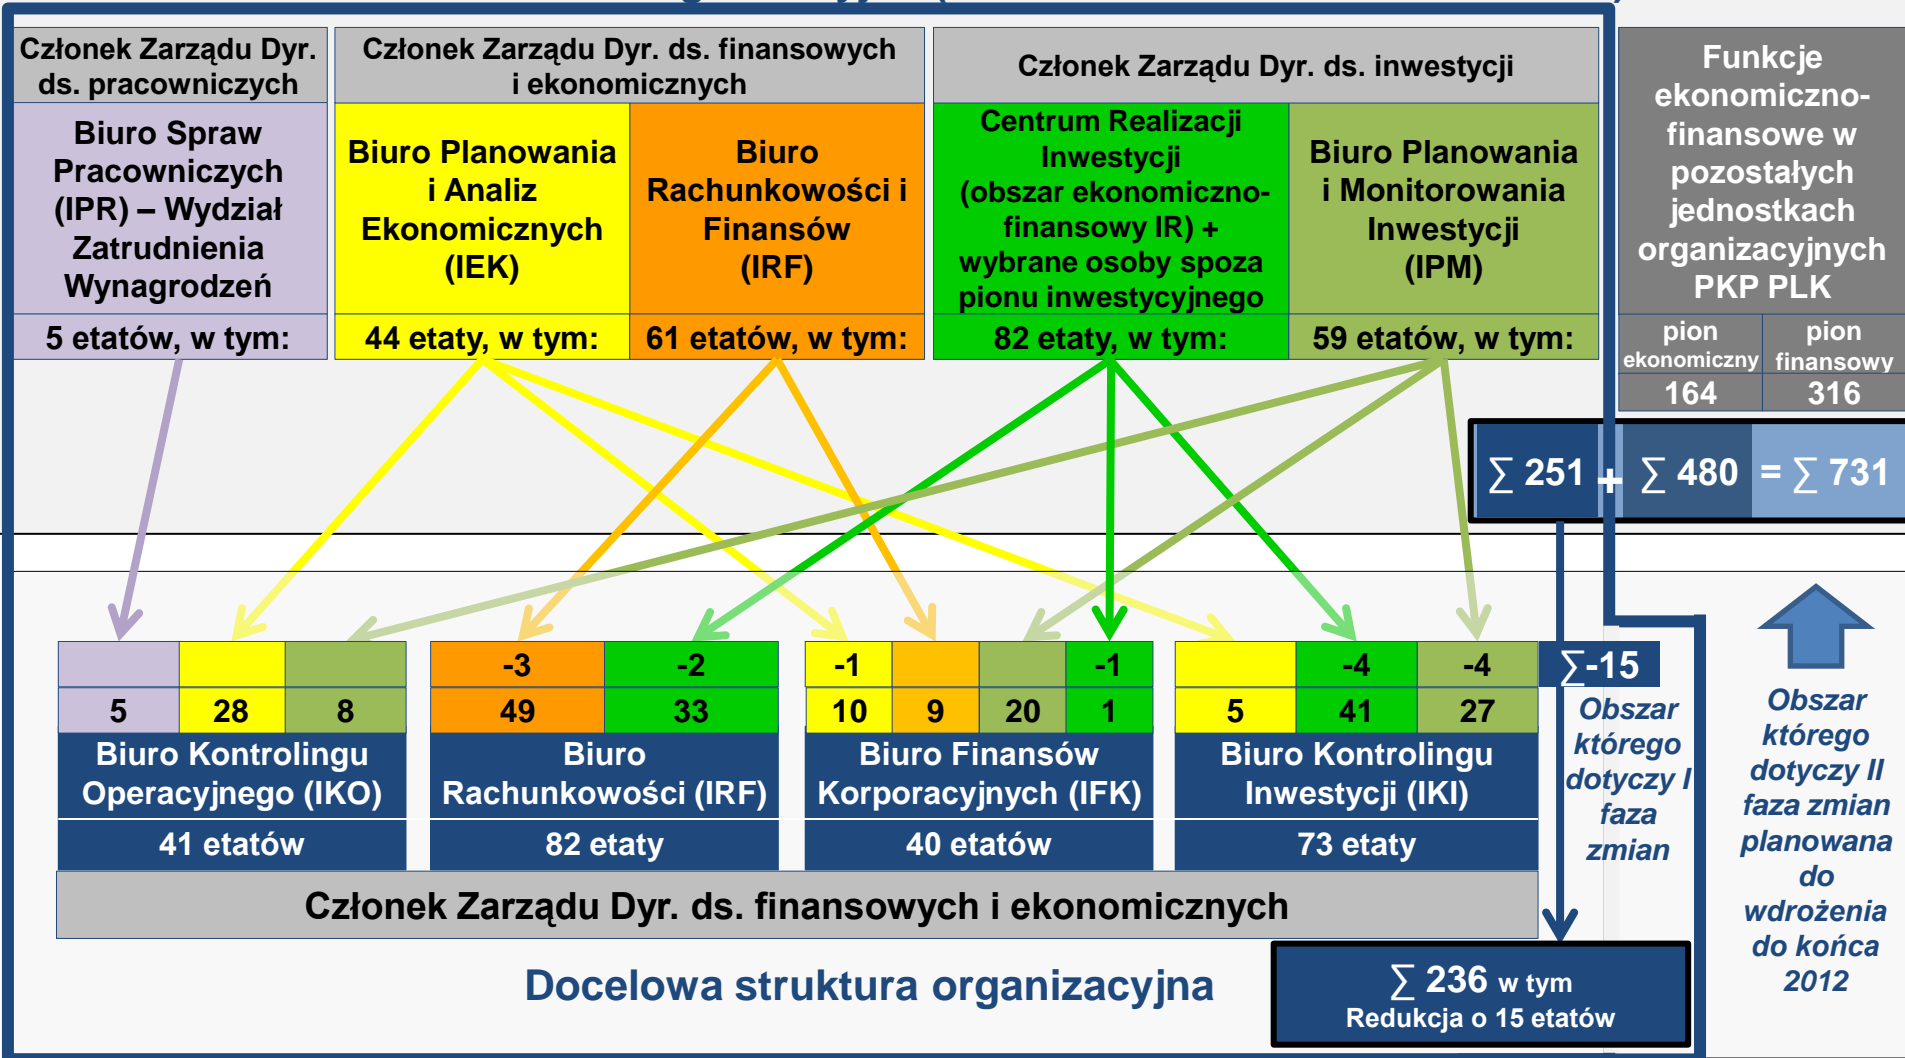 Członek Zarządu Dyr.
ds. pracowniczych
Członek Zarządu Dyr. ds. finansowych
i ekonomicznych
Członek Zarządu Dyr. ds. inwestycji
Funkcje
ekonomiczno-
finansowe w
pozostałych
jednostkach
organizacyjnych
PKP PLK
Biuro Spraw
Pracowniczych
(IPR) – Wydział
Zatrudnienia
Wynagrodzeń
Biuro Planowania
i Analiz
Ekonomicznych
(IEK)
Biuro
Rachunkowości i
Finansów
(IRF)
Centrum Realizacji
Inwestycji
(obszar ekonomiczno-
finansowy IR) +
wybrane osoby spoza
pionu inwestycyjnego
Biuro Planowania
i Monitorowania
Inwestycji
(IPM)
5 etatów, w tym:
44 etaty, w tym:
61 etatów, w tym:
82 etaty, w tym:
59 etatów, w tym:
pion
ekonomiczny
pion
finansowy
164
316
∑ 251 + ∑ 480 = ∑ 731
-3
-2
-1
-1
-4
-4
∑-15
5
28
8
49
33
10
9
20
1
5
41
27
Biuro Kontrolingu
Operacyjnego (IKO)
Biuro
Rachunkowości (IRF)
Biuro Finansów
Korporacyjnych (IFK)
Biuro Kontrolingu
Inwestycji (IKI)
41 etatów
82 etaty
40 etatów
73 etaty
Obszar
którego
dotyczy I
faza
zmian
Obszar
którego
dotyczy II
faza zmian
planowana
do
wdrożenia
do końca
2012
Członek Zarządu Dyr. ds. finansowych i ekonomicznych
Docelowa struktura organizacyjna
∑ 236 w tym
Redukcja o 15 etatów